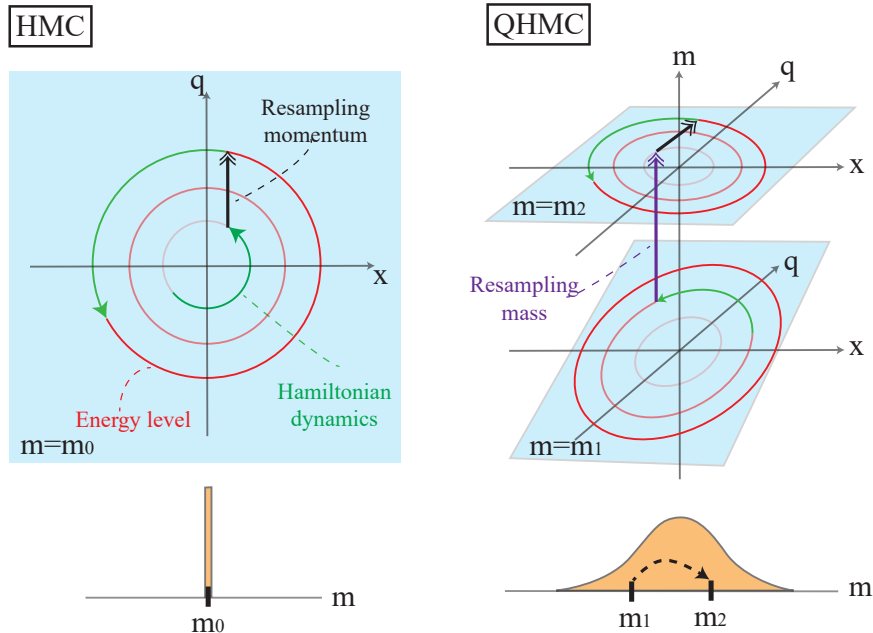 HMC
q
Resampling
momentum
x
Energy level
Hamiltonian
dynamics
m=m0
m
m0
QHMC
m
q
x
m=m2
Resampling
mass
q
x
m=m1
m
m1
m2